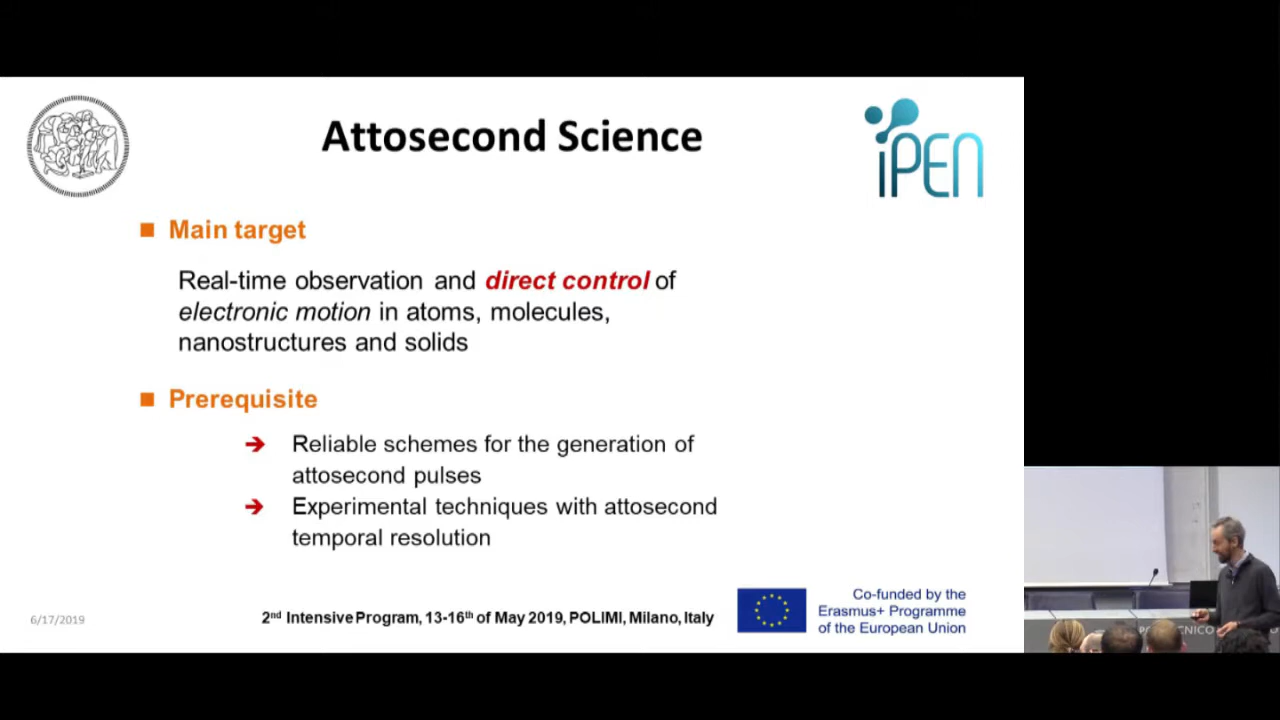 Attosecond Science
iPEN
Main target
Real-time observation and direct control of
electronic motion in atoms, molecules,
nanostructures and solids
Prerequisite
Reliable schemes for the generation of
attosecond pulses
Experimental techniques with attosecond
temporal resolution
6/17/2019
2nd Intensive Program, 13-16th of May 2019, POLIMI, Milano, Italy
Co-funded by the
Erasmus+ Programme
of the European Union